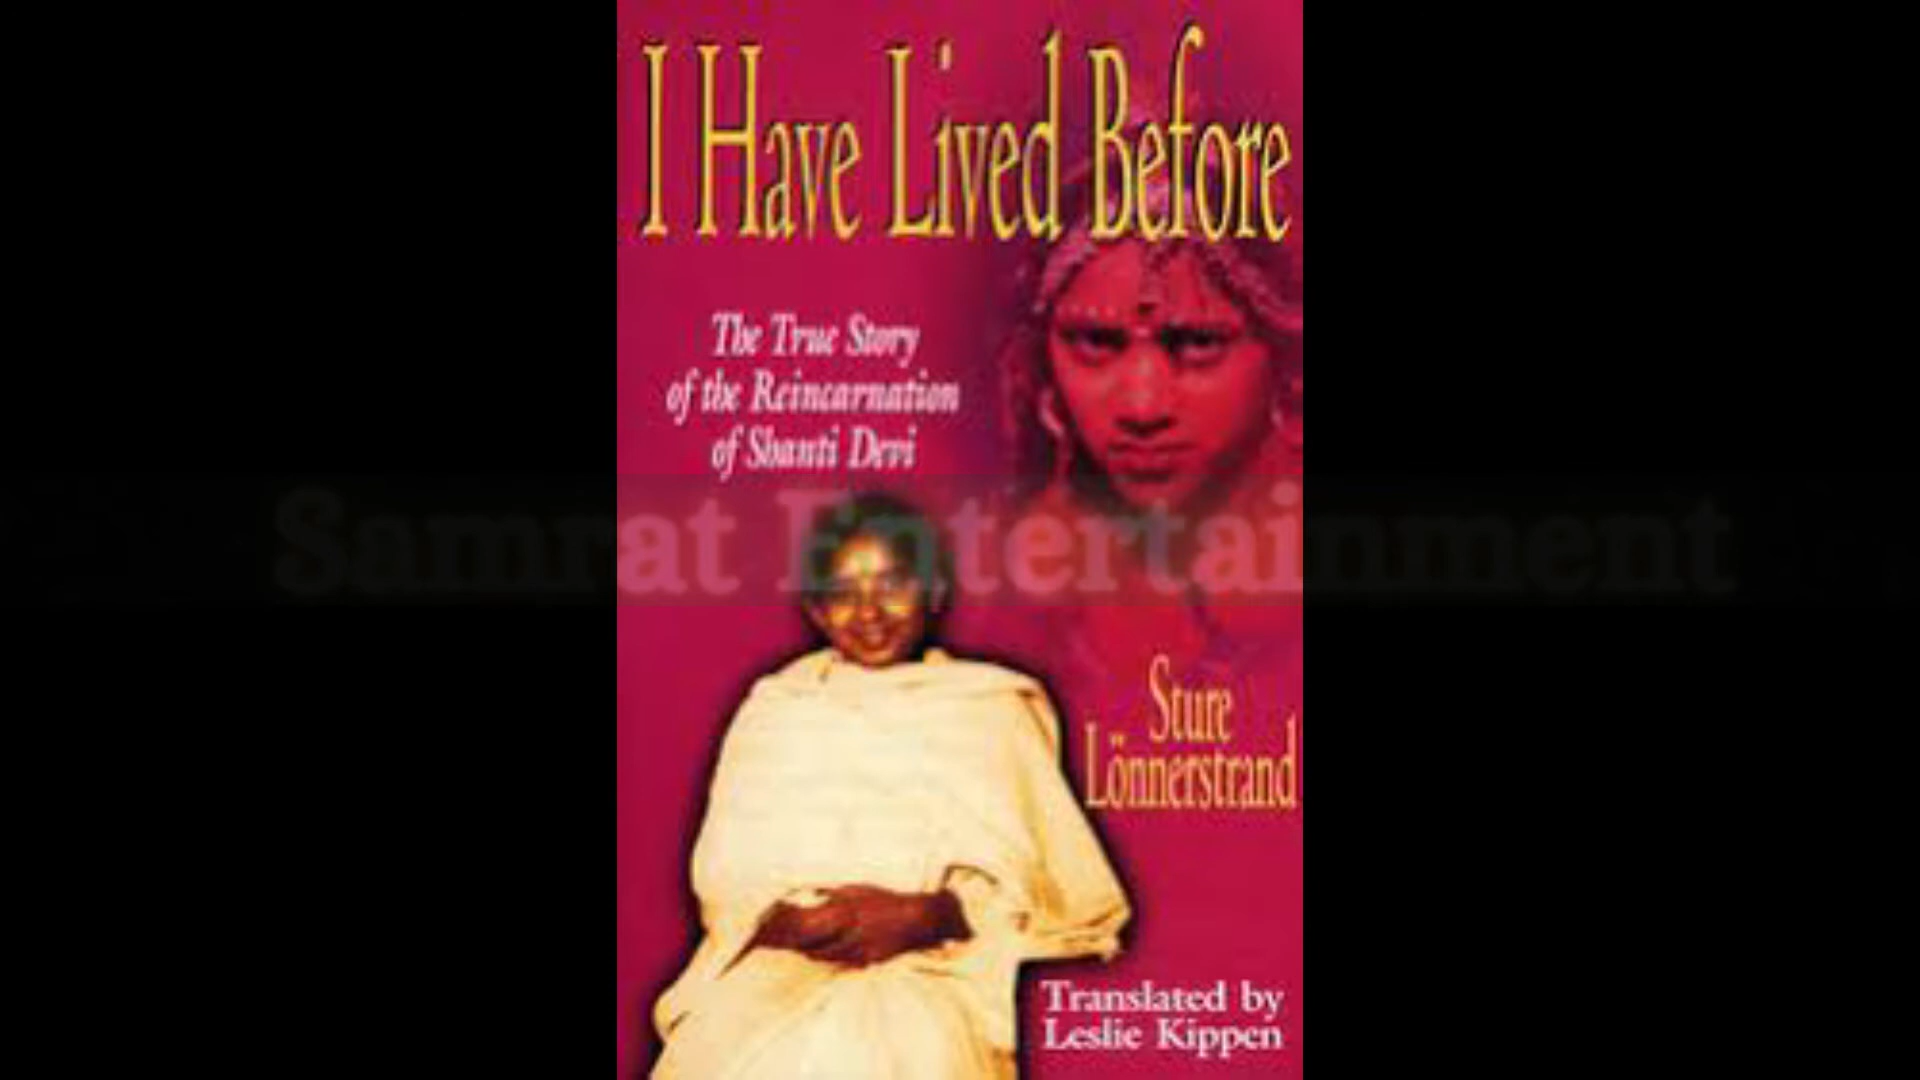 I Have Lived Before
The True Story
of the Reincarnation
of Shanti Devi
Samrat Entertainment
Sture
Lönnerstrand
Translated by
Leslie Kippen